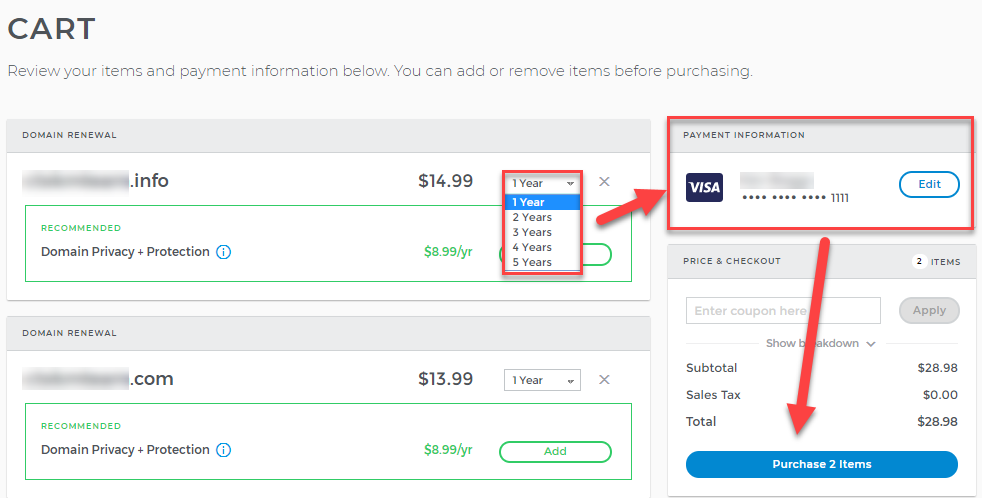 CART
Review your items and payment information below. You can add or remove items before purchasing.
DOMAIN RENEWAL
.info
$14.99
1 Year
1 Year
2 Years
3 Years
4 Years
5 Years
RECOMMENDED
Domain Privacy + Protection
$8.99/yr
DOMAIN RENEWAL
.com
$13.99
1 Year
RECOMMENDED
Domain Privacy + Protection
$8.99/yr
Add
PAYMENT INFORMATION
VISA
•••• •••• •••• 1111
Edit
PRICE & CHECKOUT
2 ITEMS
Enter coupon here
Apply
Show breakdown
Subtotal
$28.98
Sales Tax
$0.00
Total
$28.98
Purchase 2 Items